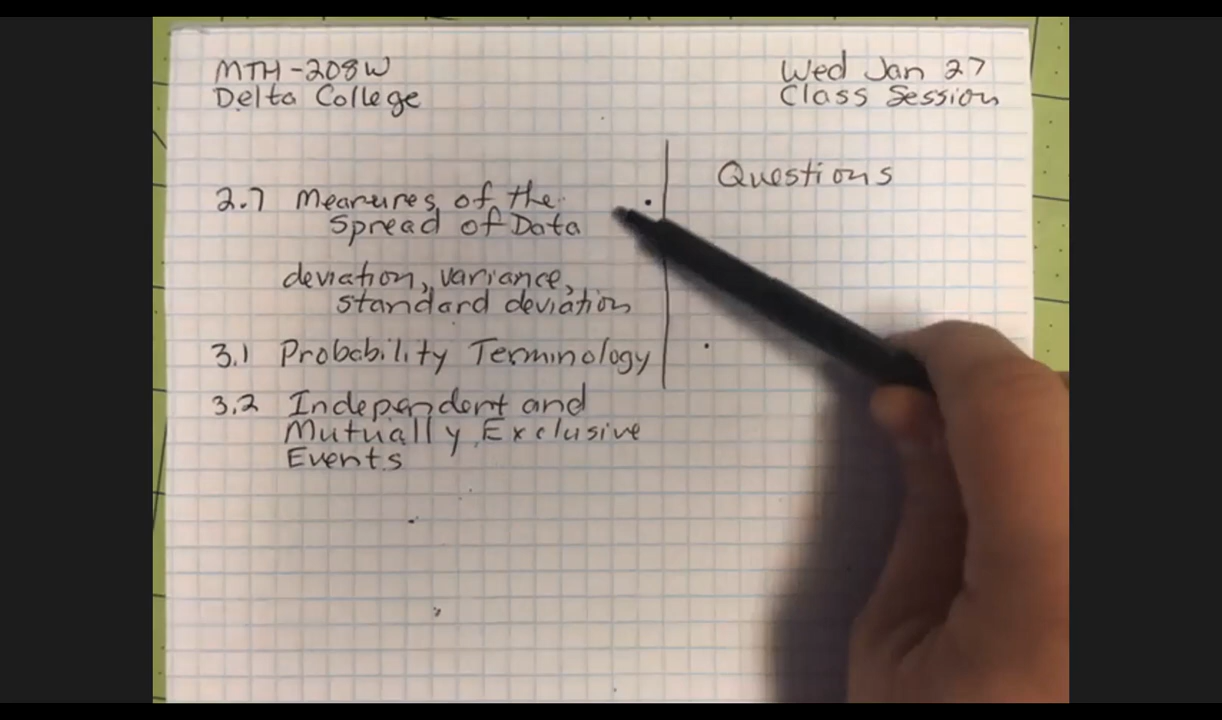 MTH-208W
Delta College
Wed Jan 27
Class Session
2.7 Measures of the
Spread of Data
deviation, variance,
standard deviation
3.1 Probability Terminology
3.2 Independent and
Mutually Exclusive
Events
Questions